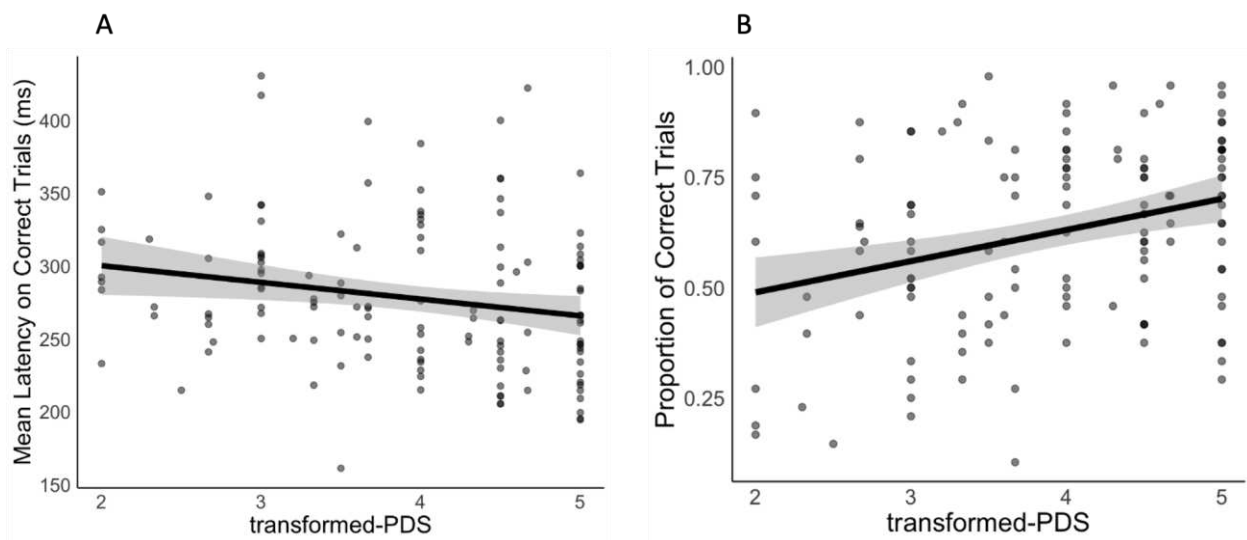 A
Mean Latency on Correct Trials (ms)
400
350
300
250
200
150
2 3 4 5
transformed-PDS
B
Proportion of Correct Trials
1.00
0.75
0.50
0.25
2 3 4 5
transformed-PDS